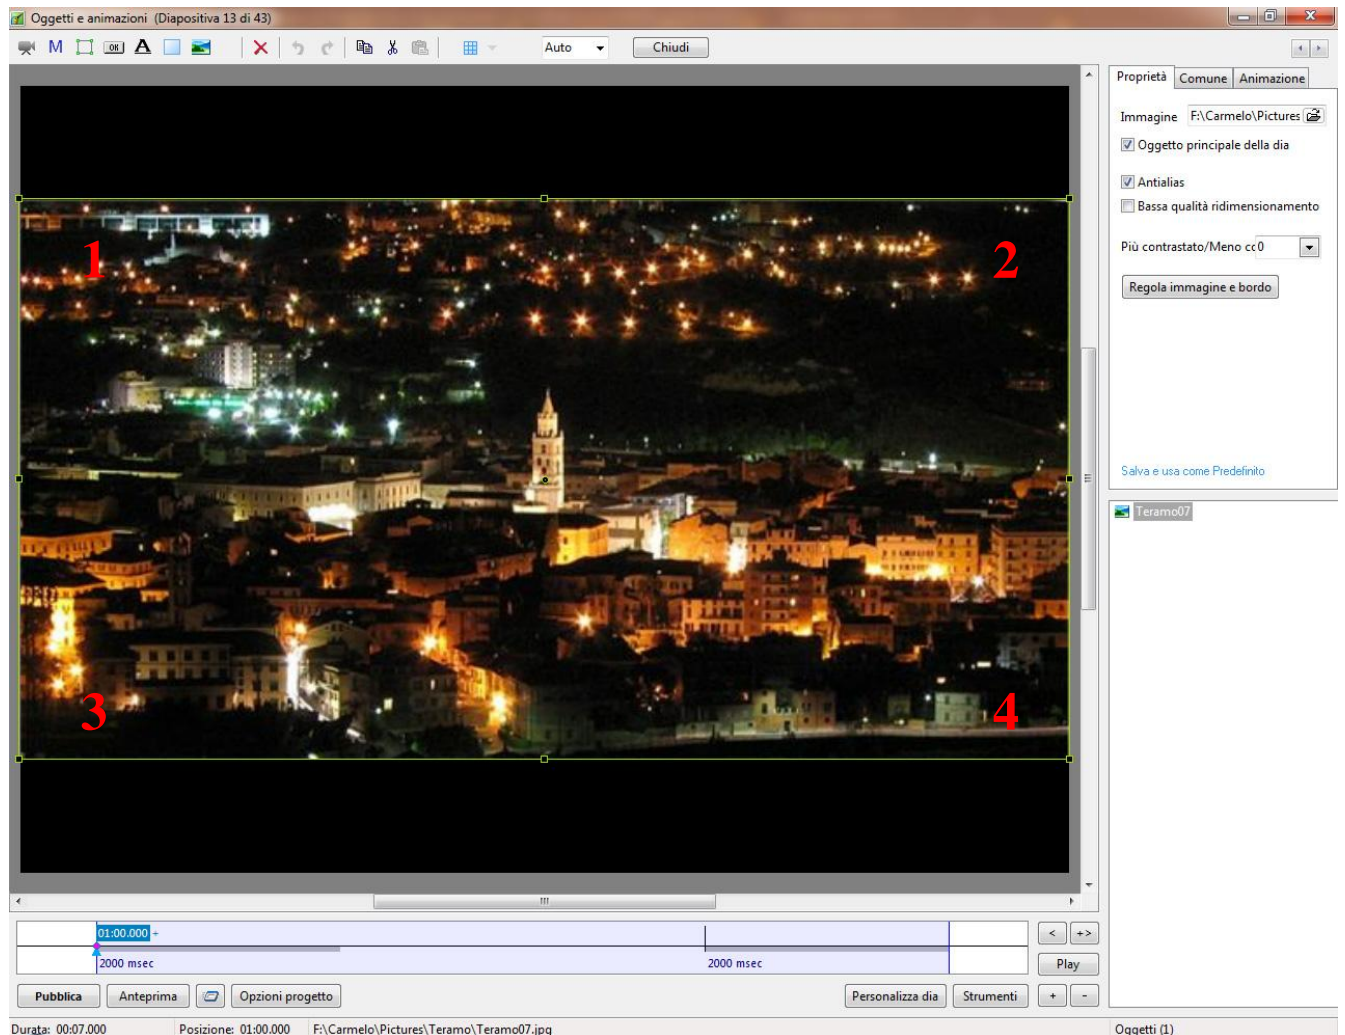 Oggetti e animazioni (Diapositiva 13 di 43)
M OK A Auto Chiudi
Proprietà Comune Animazione
Immagine F:\Carmelo\Pictures
Oggetto principale della dia
Antialias
Bassa qualità ridimensionamento
Più contrastato/Meno cc 0
Regola immagine e bordo
Salva e usa come Predefinito
Teramo07
1 2
3 4
01:00.000 +
2000 msec 2000 msec
< +>
Play
Pubblica Anteprima Opzioni progetto Personalizza dia Strumenti + -
Durata: 00:07.000 Posizione: 01:00.000 F:\Carmelo\Pictures\Teramo\Teramo07.jpg Oggetti (1)